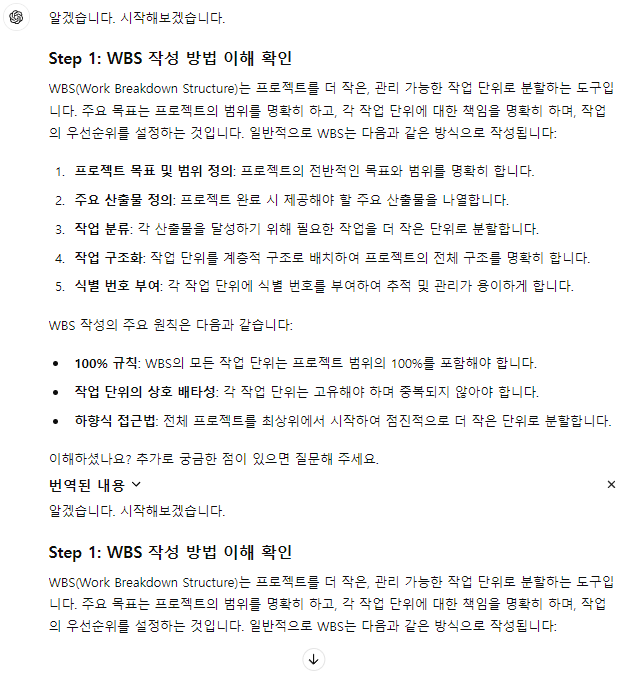 알겠습니다. 시작해보겠습니다.
Step 1: WBS 작성 방법 이해 확인
WBS(Work Breakdown Structure)는 프로젝트를 더 작은, 관리 가능한 작업 단위로 분할하는 도구입
니다. 주요 목표는 프로젝트의 범위를 명확히 하고, 각 작업 단위에 대한 책임을 명확히 하며, 작업
의 우선순위를 설정하는 것입니다. 일반적으로 WBS는 다음과 같은 방식으로 작성됩니다:
1. 프로젝트 목표 및 범위 정의: 프로젝트의 전반적인 목표와 범위를 명확히 합니다.
2. 주요 산출물 정의: 프로젝트 완료 시 제공해야 할 주요 산출물을 나열합니다.
3. 작업 분류: 각 산출물을 달성하기 위해 필요한 작업을 더 작은 단위로 분할합니다.
4. 작업 구조화: 작업 단위를 계층적 구조로 배치하여 프로젝트의 전체 구조를 명확히 합니다.
5. 식별 번호 부여: 각 작업 단위에 식별 번호를 부여하여 추적 및 관리가 용이하게 합니다.
WBS 작성의 주요 원칙은 다음과 같습니다:
• 100% 규칙: WBS의 모든 작업 단위는 프로젝트 범위의 100%를 포함해야 합니다.
• 작업 단위의 상호 배타성: 각 작업 단위는 고유해야 하며 중복되지 않아야 합니다.
• 하향식 접근법: 전체 프로젝트를 최상위에서 시작하여 점진적으로 더 작은 단위로 분할합니다.
이해하셨나요? 추가로 궁금한 점이 있으면 질문해 주세요.
번역된 내용
알겠습니다. 시작해보겠습니다.
Step 1: WBS 작성 방법 이해 확인
WBS(Work Breakdown Structure)는 프로젝트를 더 작은, 관리 가능한 작업 단위로 분할하는 도구입
니다. 주요 목표는 프로젝트의 범위를 명확히 하고, 각 작업 단위에 대한 책임을 명확히 하며, 작업
의 우선순위를 설정하는 것입니다. 일반적으로 WBS는 다음과 같은 방식으로 작성됩니다: